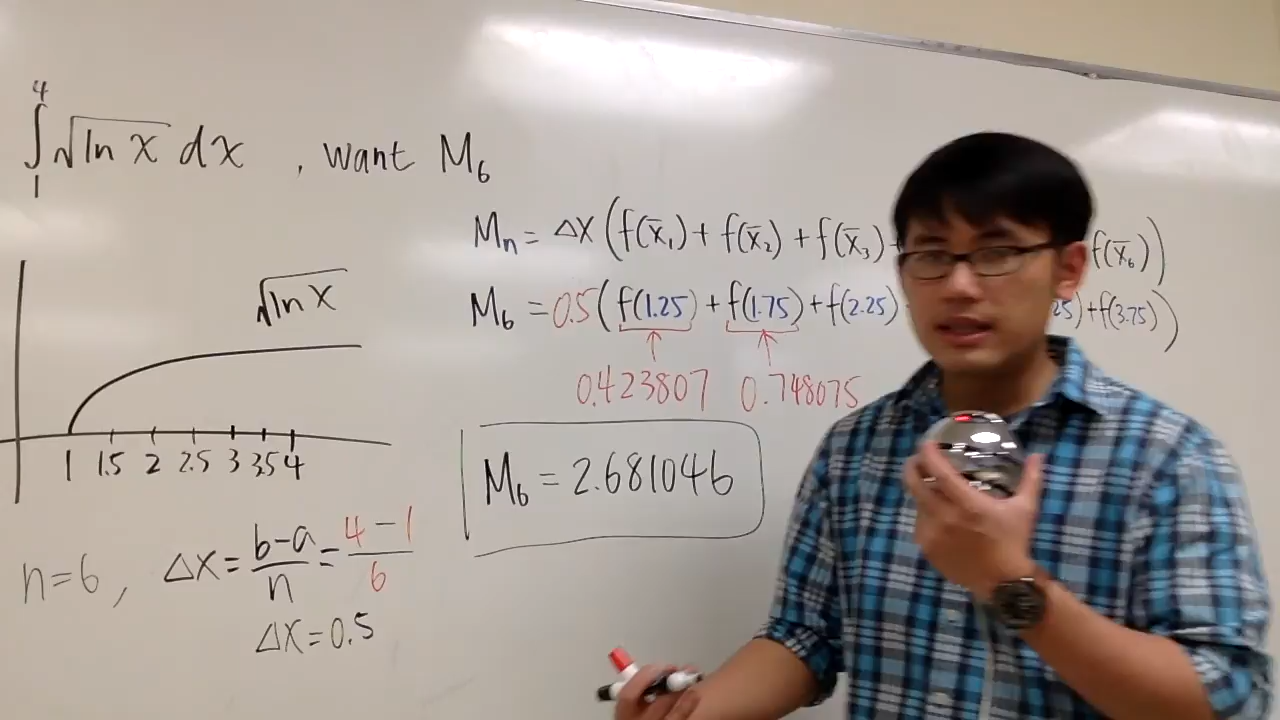 ∫₁⁴ √ln x dx , want M₆
Mₙ = Δx (f(x̄₁) + f(x̄₂) + f(x̄₃) + f(x̄₆))
M₆ = 0.5 (f(1.25) + f(1.75) + f(2.25) 25) + f(3.75))
0.423807 0.748075
√ln x
1 1.5 2 2.5 3 3.5 4
M₆ = 2.681046
n=6, Δx = b-a/n = 4-1/6
Δx = 0.5